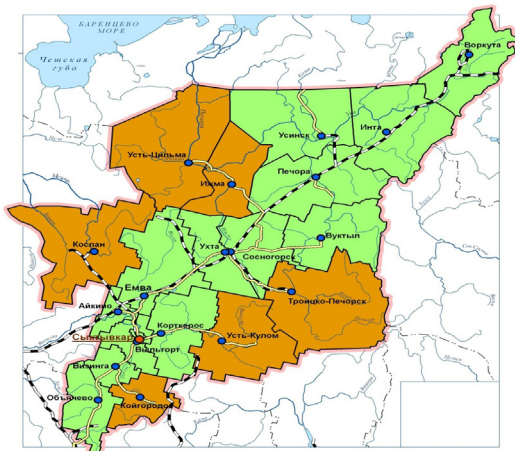 БАРЕНЦЕВО
МОРЕ
Чешская
губа
Воркута
Усинск
Инта
Усть-Цильма
Ижма
Печора
Вуктыл
Кослан
Ухта
Сосногорск
Емва
Троицко-Печорск
Айкино
Корткерос
Усть-Кулом
Сыктывкар
Выльгорт
Визинга
Объячево
Койгородок